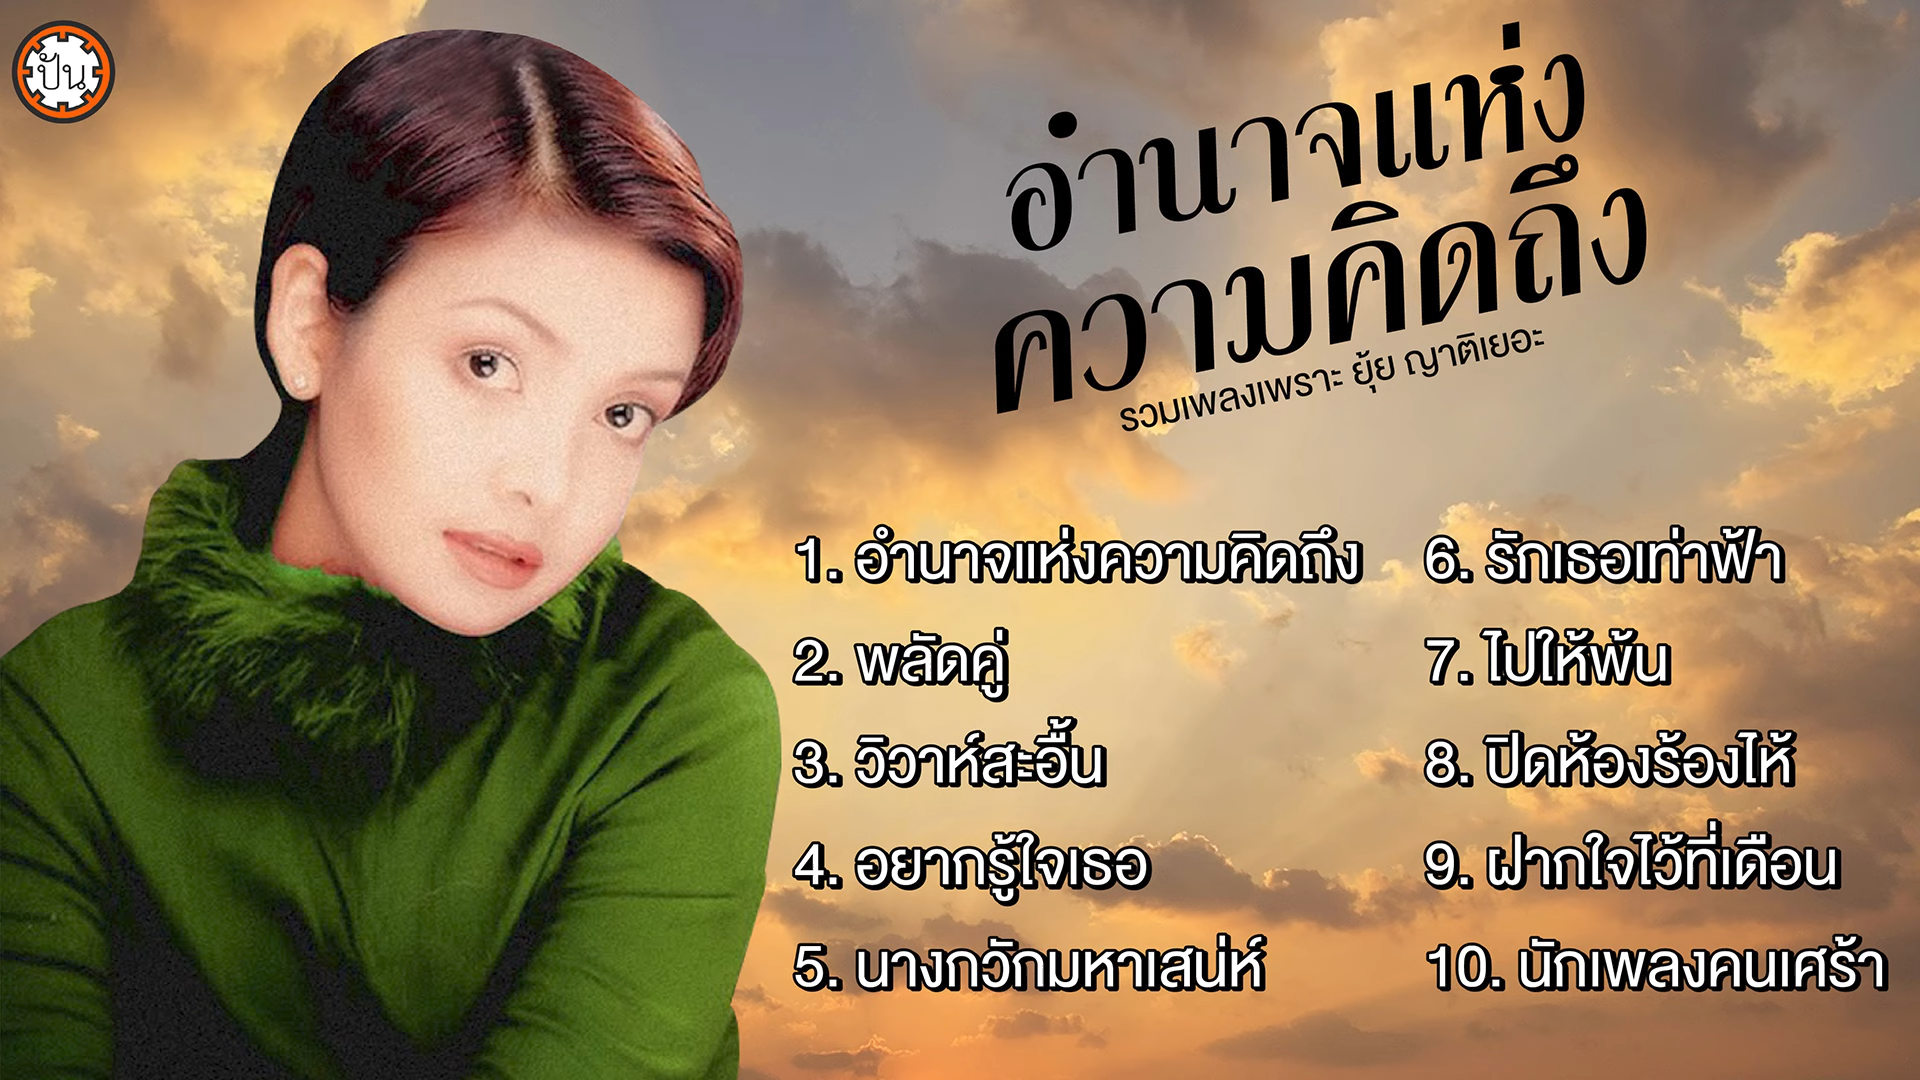 ปัน
อำนาจแห่ง
ความคิดถึง
รวมเพลงเพราะ ยุ้ย ญาติเยอะ
1. อำนาจแห่งความคิดถึง
2. พลัดคู่
3. วิวาห์สะอื้น
4. อยากรู้ใจเธอ
5. นางกวักมหาเสน่ห์
6. รักเธอเท่าฟ้า
7. ไปให้พ้น
8. ปิดห้องร้องไห้
9. ฝากใจไว้ที่เดือน
10. นักเพลงคนเศร้า